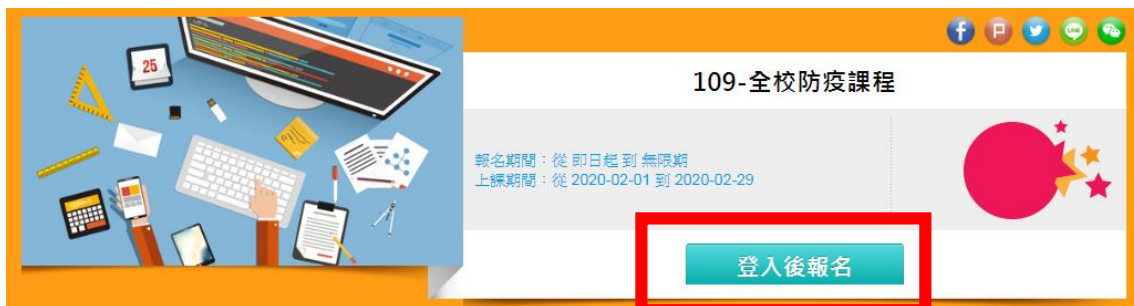 25
109-全校防疫課程
報名期間：從 即日起 到 無限期
上課期間：從 2020-02-01 到 2020-02-29
登入後報名